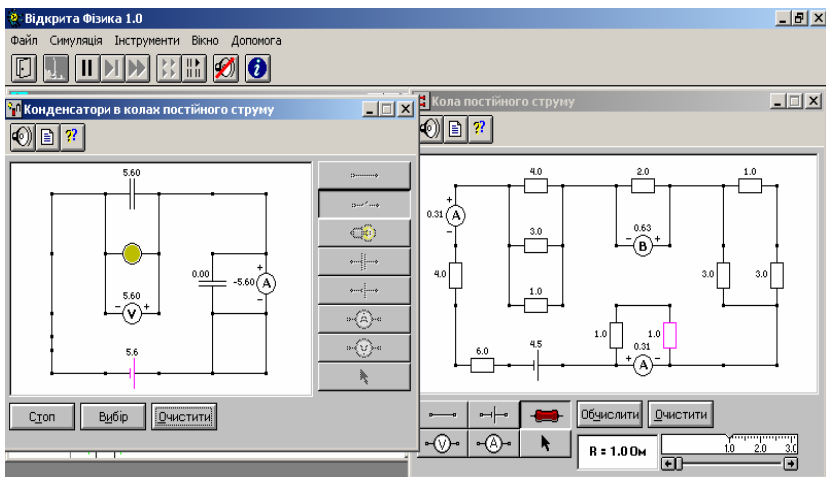 Відкрита Фізика 1.0
Файл Симуляція Інструменти Вікно Допомога
Конденсатори в колах постійного струму
5.60
0.00
-5.60
A
+
−
5.60
− V +
5.6
A
V
Стоп Вибір Очистити
Кола постійного струму
4.0 2.0 1.0
+
0.31 A
−
3.0
0.63
− B +
4.0
3.0 3.0
1.0
1.0 1.0
6.0
4.5
0.31
+ A −
Обчислити Очистити
V A
R = 1.0 Ом
1.0 2.0 3.0